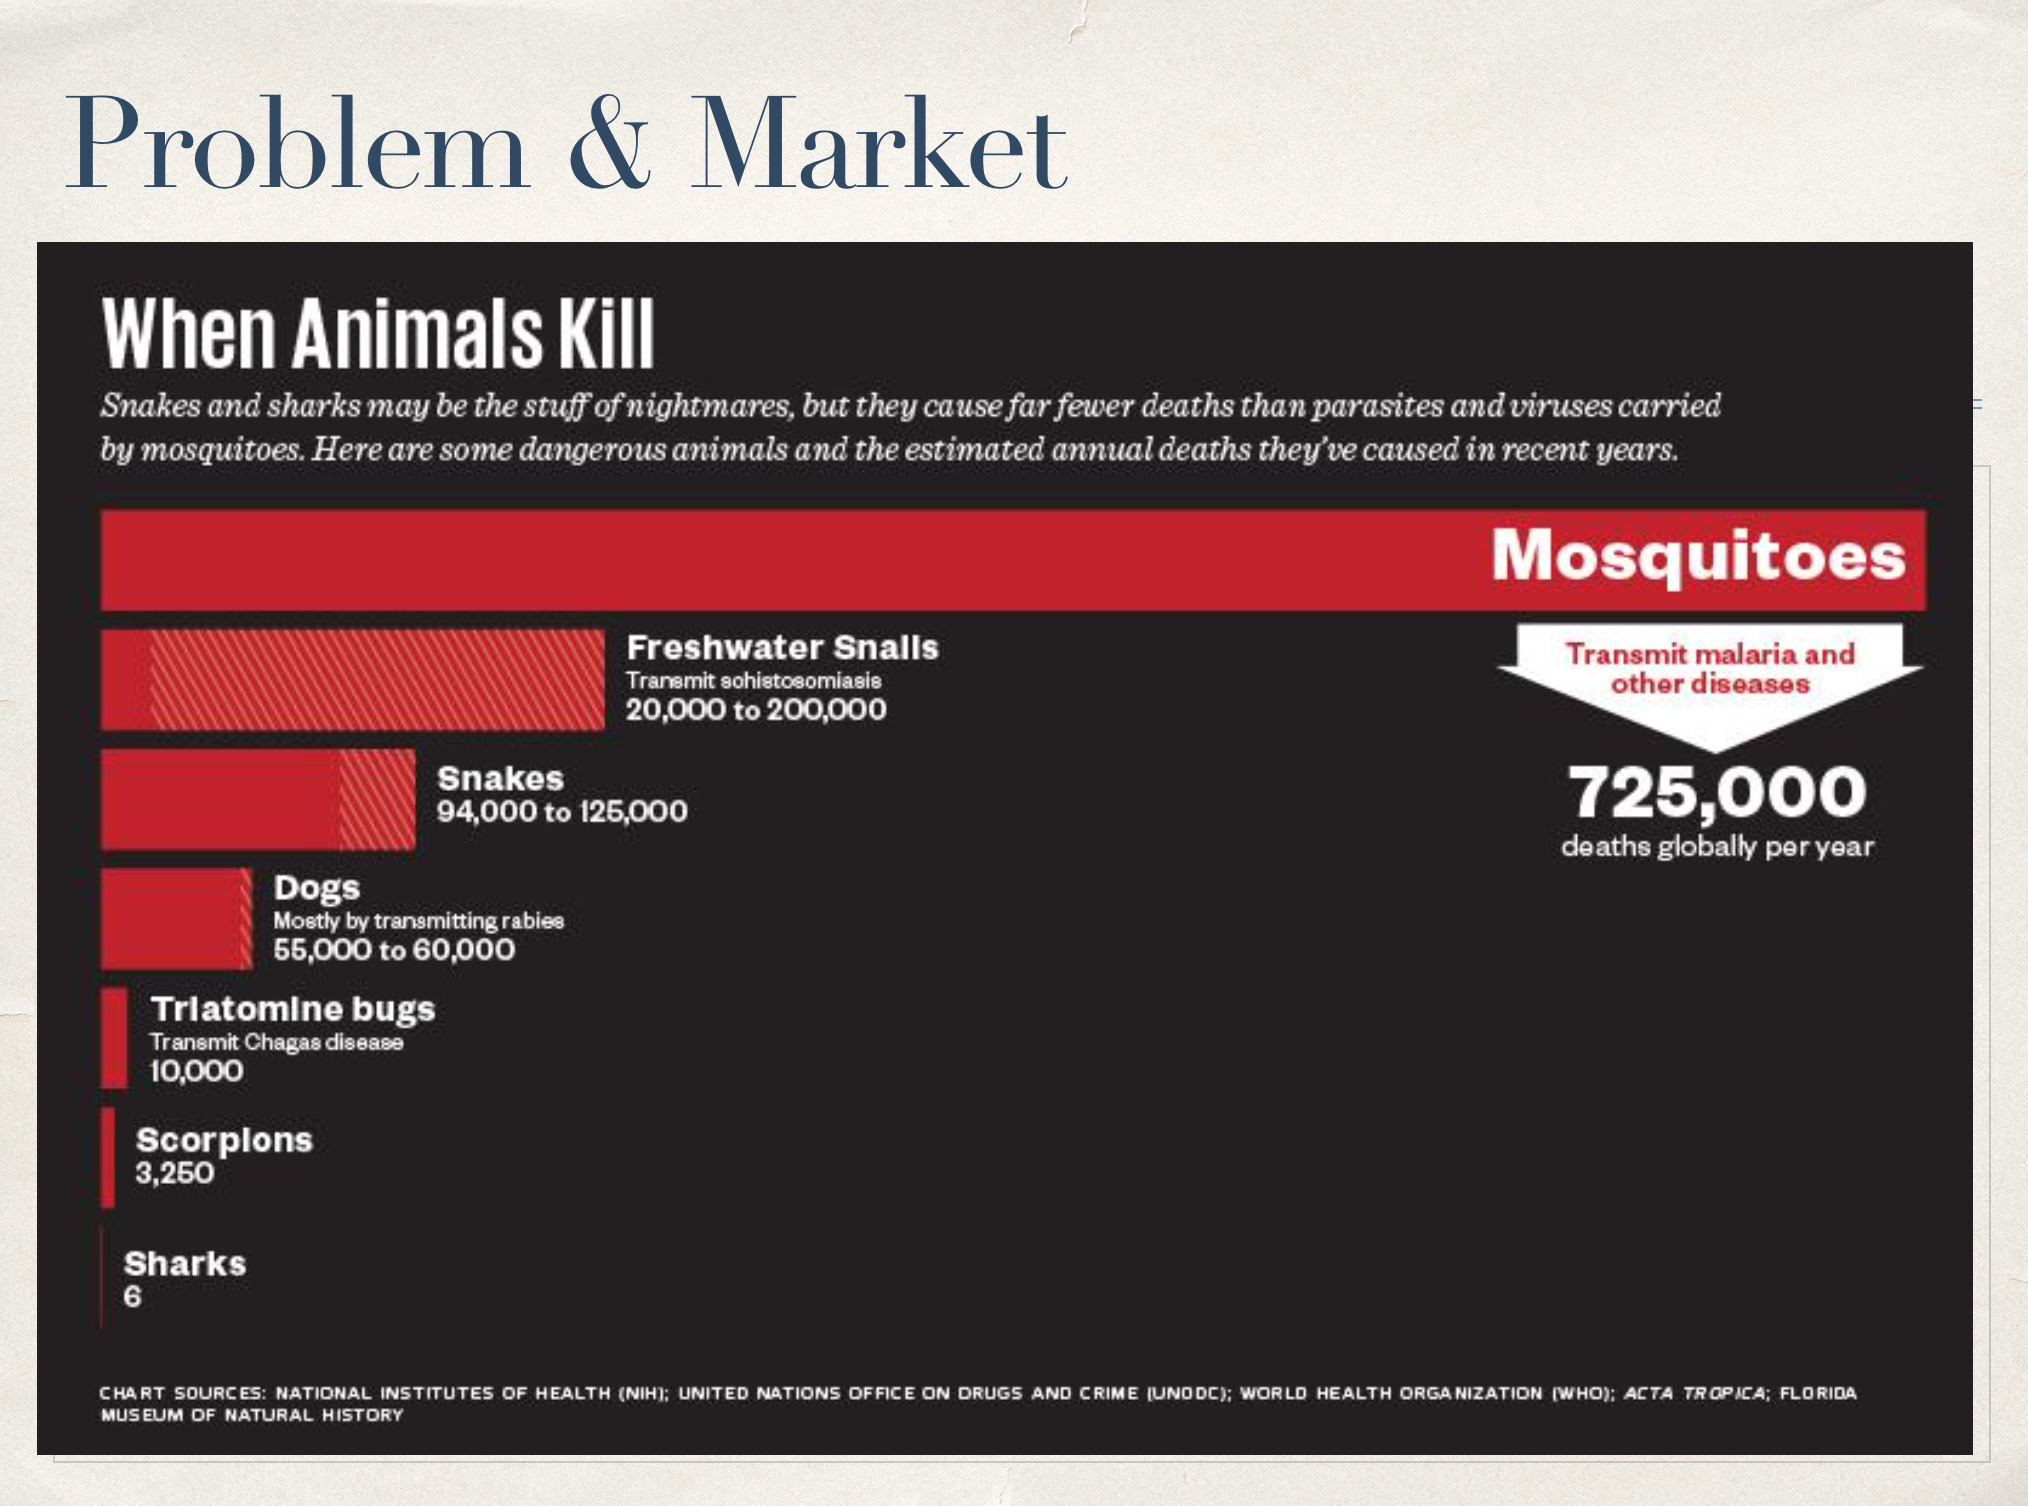 Problem & Market
When Animals Kill
Snakes and sharks may be the stuff of nightmares, but they cause far fewer deaths than parasites and viruses carried
by mosquitoes. Here are some dangerous animals and the estimated annual deaths they've caused in recent years.
Mosquitoes
Transmit malaria and
other diseases
725,000
deaths globally per year
Freshwater Snails
Transmit schistosomiasis
20,000 to 200,000
Snakes
94,000 to 125,000
Dogs
Mostly by transmitting rabies
55,000 to 60,000
Triatomine bugs
Transmit Chagas disease
10,000
Scorpions
3,250
Sharks
6
CHART SOURCES: NATIONAL INSTITUTES OF HEALTH (NIH); UNITED NATIONS OFFICE ON DRUGS AND CRIME (UNODC); WORLD HEALTH ORGANIZATION (WHO); ACTA TROPICA; FLORIDA
MUSEUM OF NATURAL HISTORY